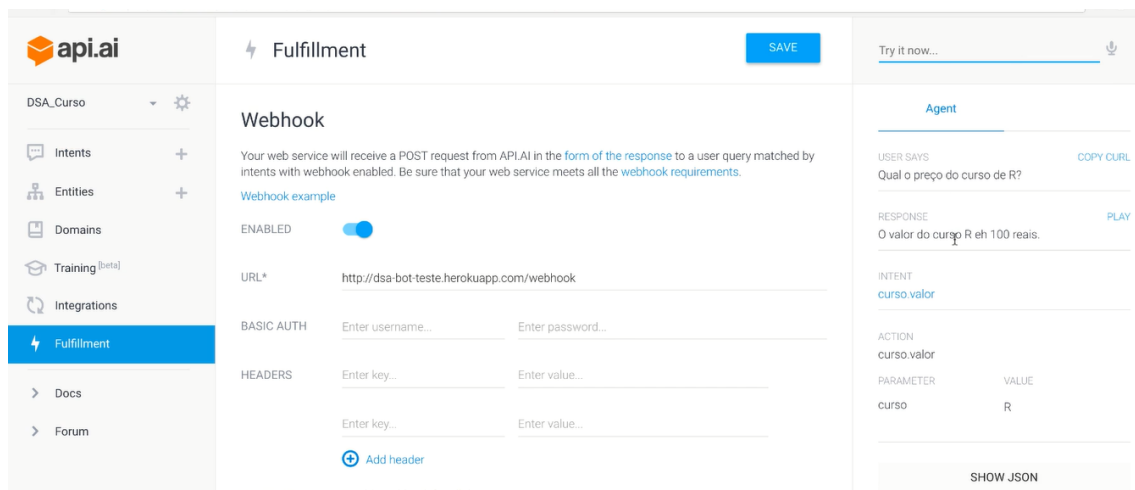 api.ai
DSA_Curso
Intents
Entities
Domains
Training [beta]
Integrations
Fulfillment
Docs
Forum
Fulfillment
SAVE
Webhook
Your web service will receive a POST request from API.AI in the form of the response to a user query matched by
intents with webhook enabled. Be sure that your web service meets all the webhook requirements.
Webhook example
ENABLED
URL* http://dsa-bot-teste.herokuapp.com/webhook
BASIC AUTH Enter username... Enter password...
HEADERS Enter key... Enter value...
Enter key... Enter value...
Add header
Try it now...
Agent
USER SAYS COPY CURL
Qual o preço do curso de R?
RESPONSE PLAY
O valor do curso R eh 100 reais.
INTENT
curso.valor
ACTION
curso.valor
PARAMETER VALUE
curso R
SHOW JSON